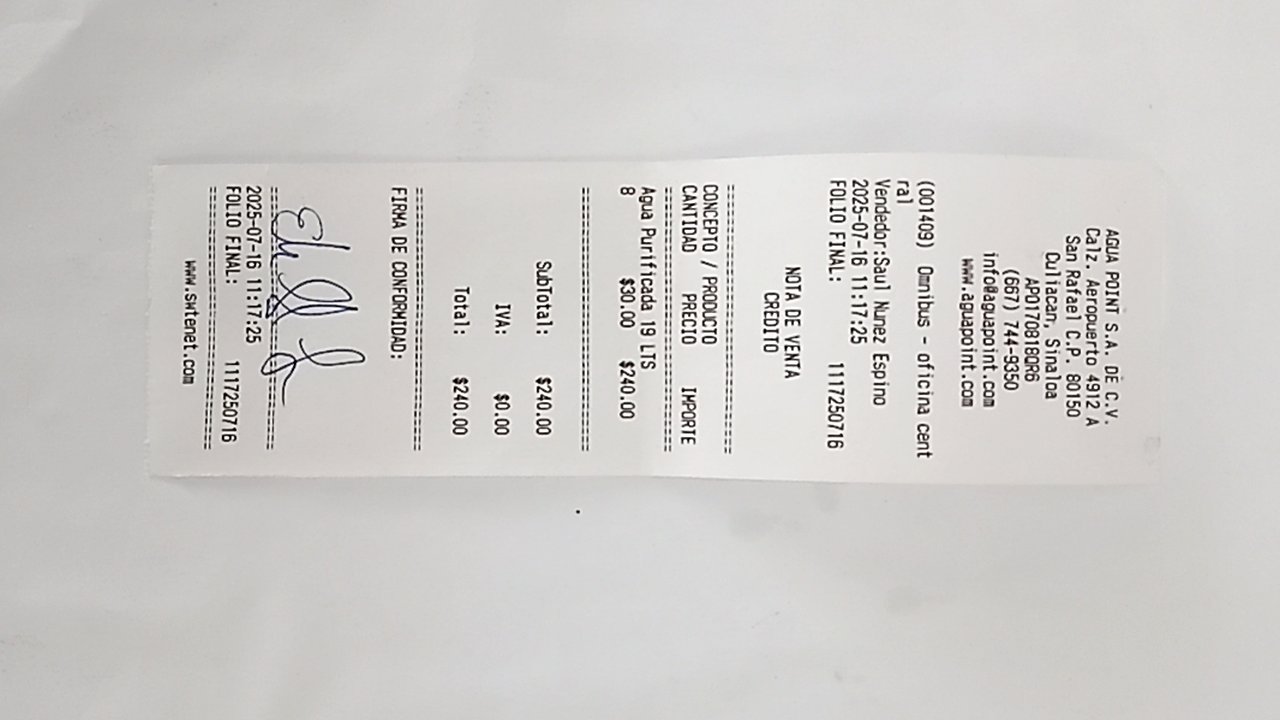 AGUA POINT S.A. DE C.V.
Calz. Aeropuerto 4912 A
San Rafael C.P. 80150
Culiacan, Sinaloa
APO170818QR6
(667) 744-9350
info@aguapoint.com
www.aguapoint.com
(001409) Omnibus - oficina cent
ral
Vendedor:Saul Nunez Espino
2025-07-16 11:17:25
FOLIO FINAL: 1117250716
NOTA DE VENTA
CREDITO
==============================
CONCEPTO / PRODUCTO
CANTIDAD PRECIO IMPORTE
==============================
Agua Purificada 19 LTS
8 $30.00 $240.00
==============================
SubTotal: $240.00
IVA: $0.00
Total: $240.00
==============================
FIRMA DE CONFORMIDAD:
==============================
2025-07-16 11:17:25
FOLIO FINAL: 1117250716
==============================
www.swtenet.com